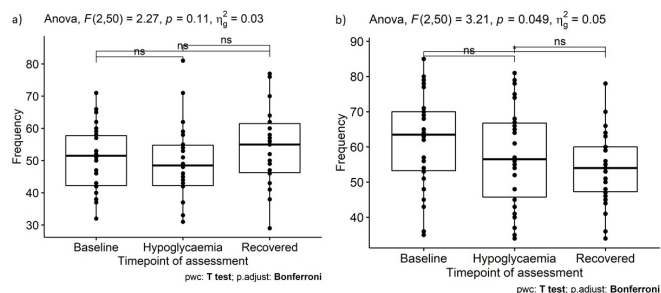 a) Anova, F(2,50) = 2.27, p = 0.11, η²g = 0.03
ns
ns
ns
80
70
60
50
40
30
Frequency
Baseline Hypoglycaemia Recovered
Timepoint of assessment
pwc: T test; p.adjust: Bonferroni
b) Anova, F(2,50) = 3.21, p = 0.049, η²g = 0.05
ns
ns
ns
90
80
70
60
50
40
Frequency
Baseline Hypoglycaemia Recovered
Timepoint of assessment
pwc: T test; p.adjust: Bonferroni